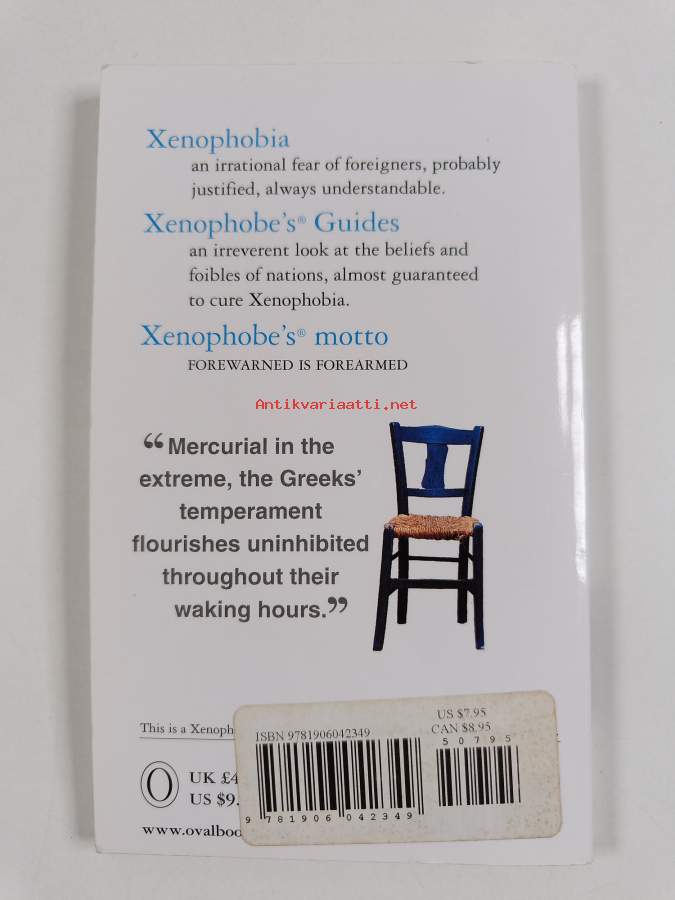 Xenophobia
an irrational fear of foreigners, probably
justified, always understandable.
Xenophobe's® Guides
an irreverent look at the beliefs and
foibles of nations, almost guaranteed
to cure Xenophobia.
Xenophobe's® motto
FOREWARNED IS FOREARMED
Antikvariaatti.net
“Mercurial in the
extreme, the Greeks’
temperament
flourishes uninhibited
throughout their
waking hours.”
This is a Xenoph
ISBN 9781906042349
US $7.95
CAN $8.95
50795
9 781906 042349
O
UK £4
US $9.
www.ovalboo